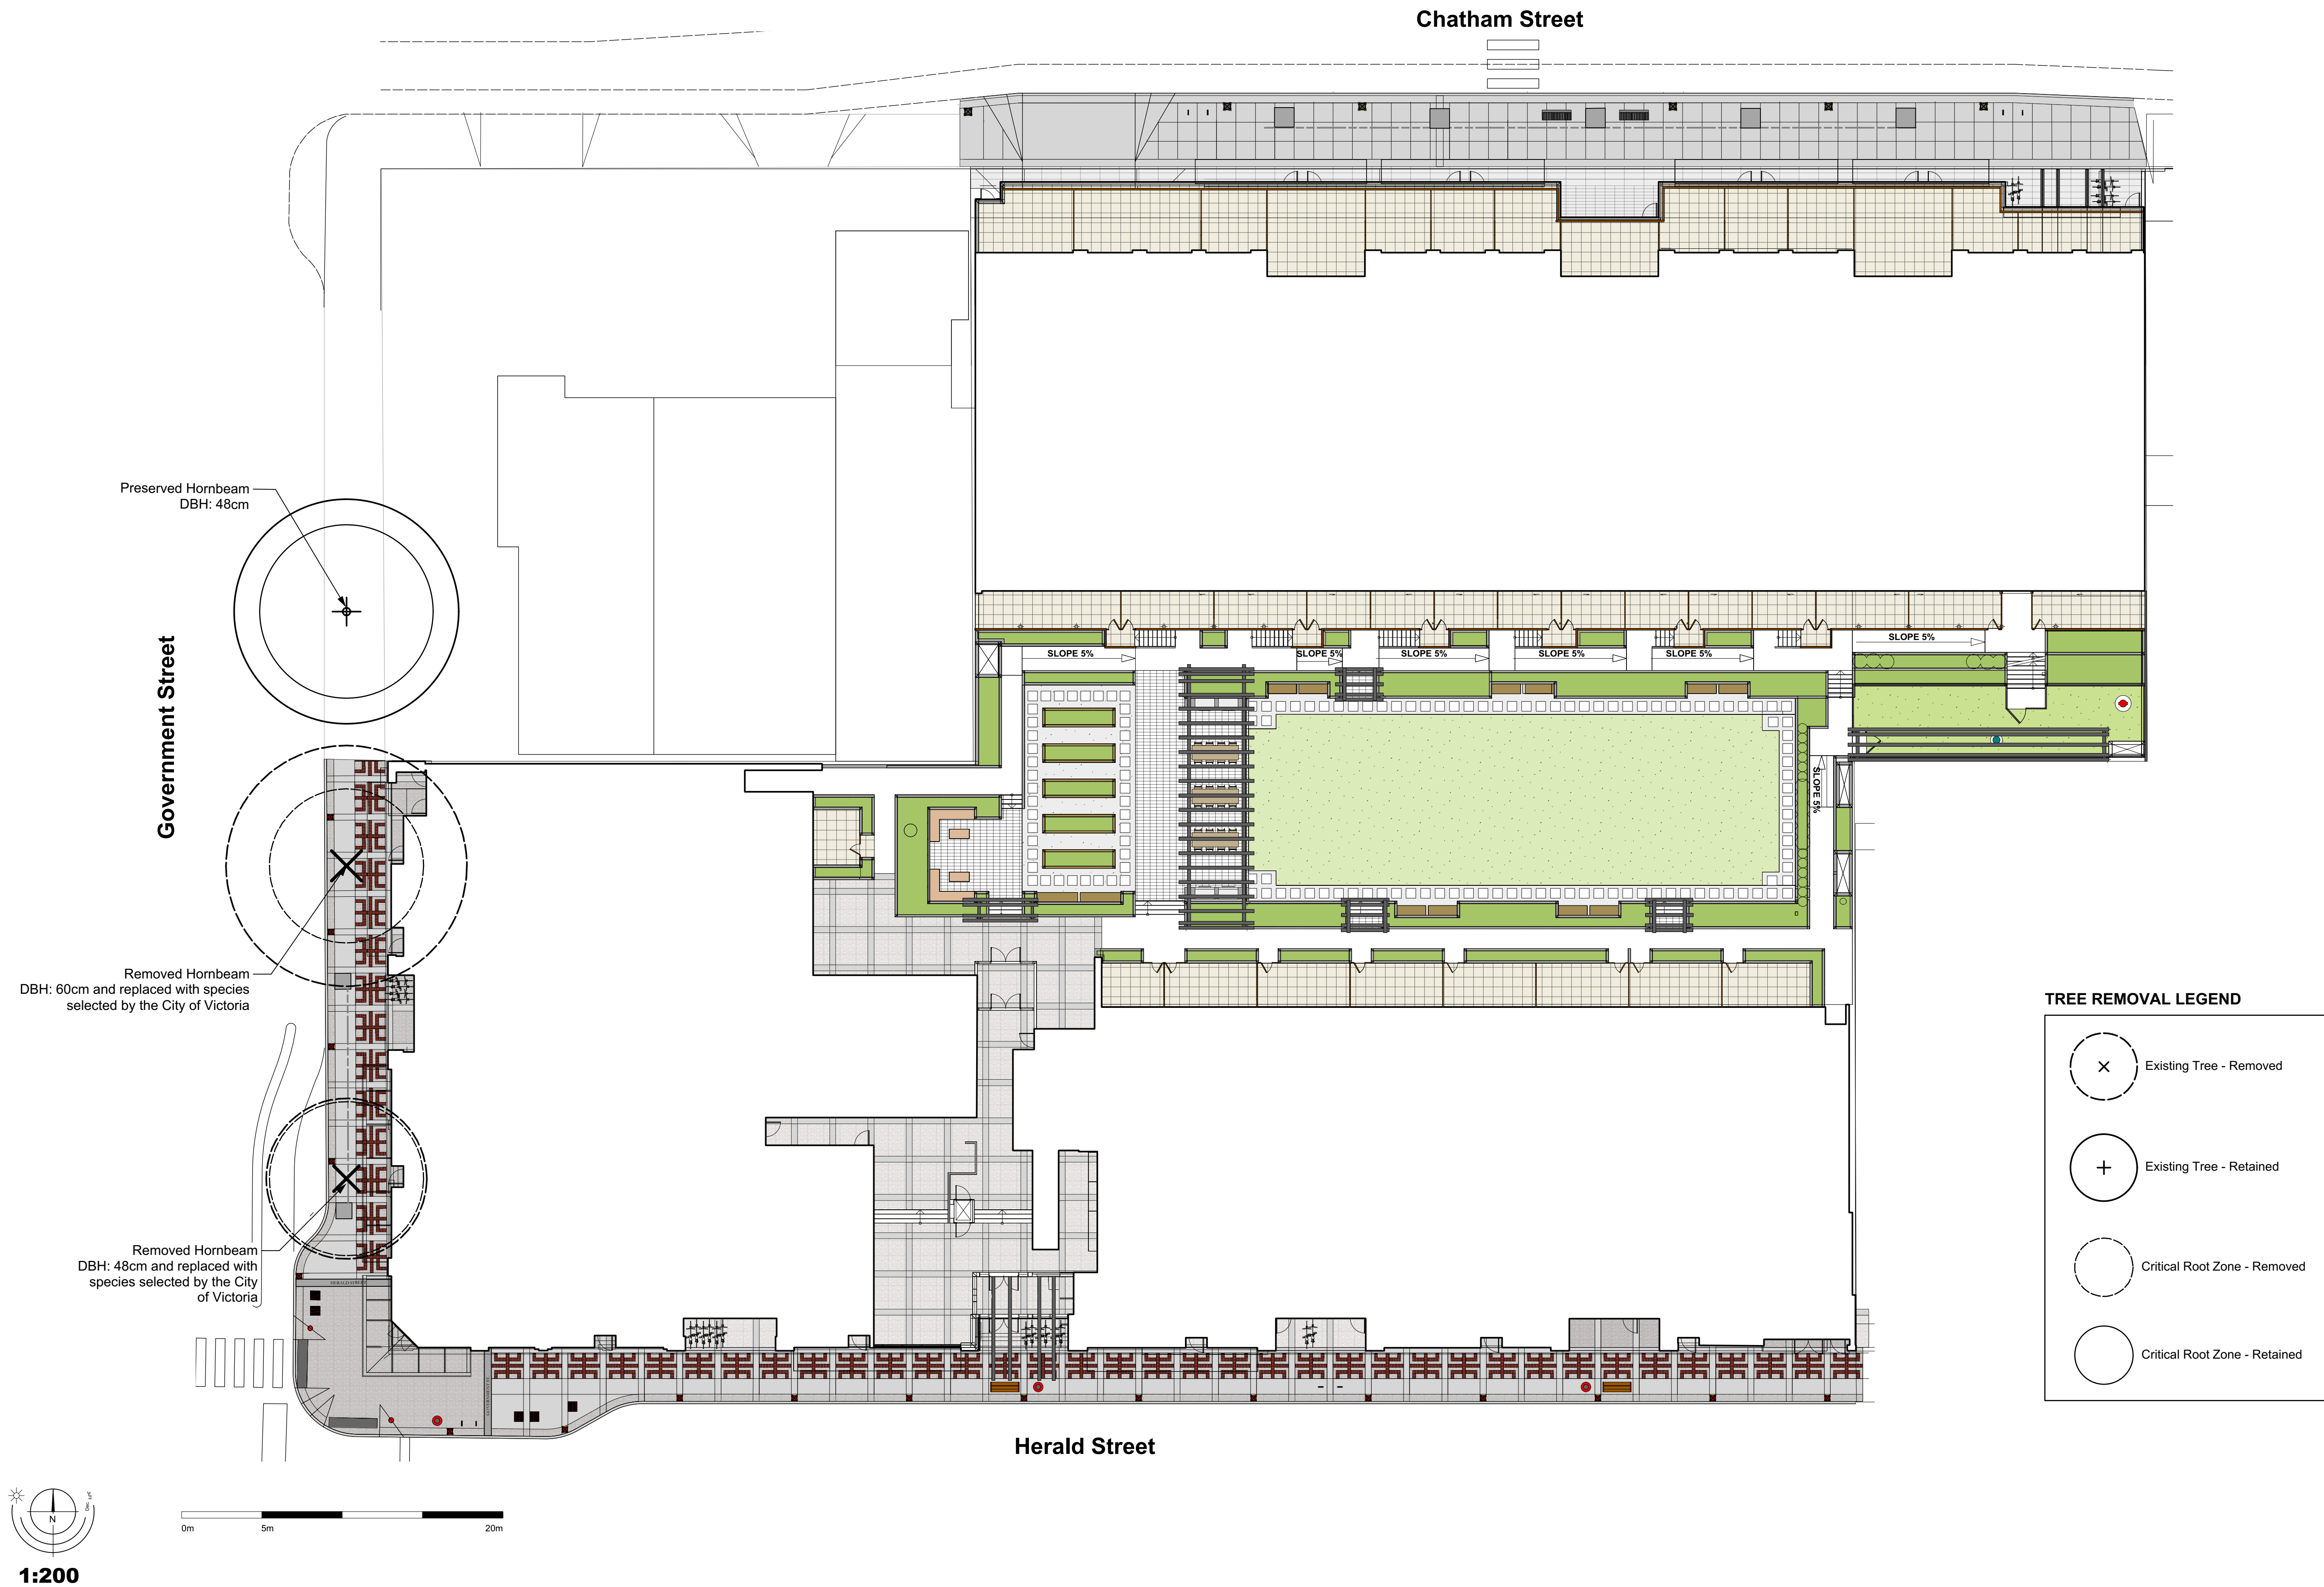 Chatham Street
Preserved Hornbeam
DBH: 48cm
Government Street
SLOPE 5%
SLOPE 5%
SLOPE 5%
SLOPE 5%
SLOPE 5%
SLOPE 5%
SLOPE 5%
Removed Hornbeam
DBH: 60cm and replaced with species
selected by the City of Victoria
TREE REMOVAL LEGEND
Existing Tree - Removed
Existing Tree - Retained
Critical Root Zone - Removed
Critical Root Zone - Retained
Removed Hornbeam
DBH: 48cm and replaced with
species selected by the City
of Victoria
HERALD STREET
Herald Street
N
0m
5m
20m
1:200